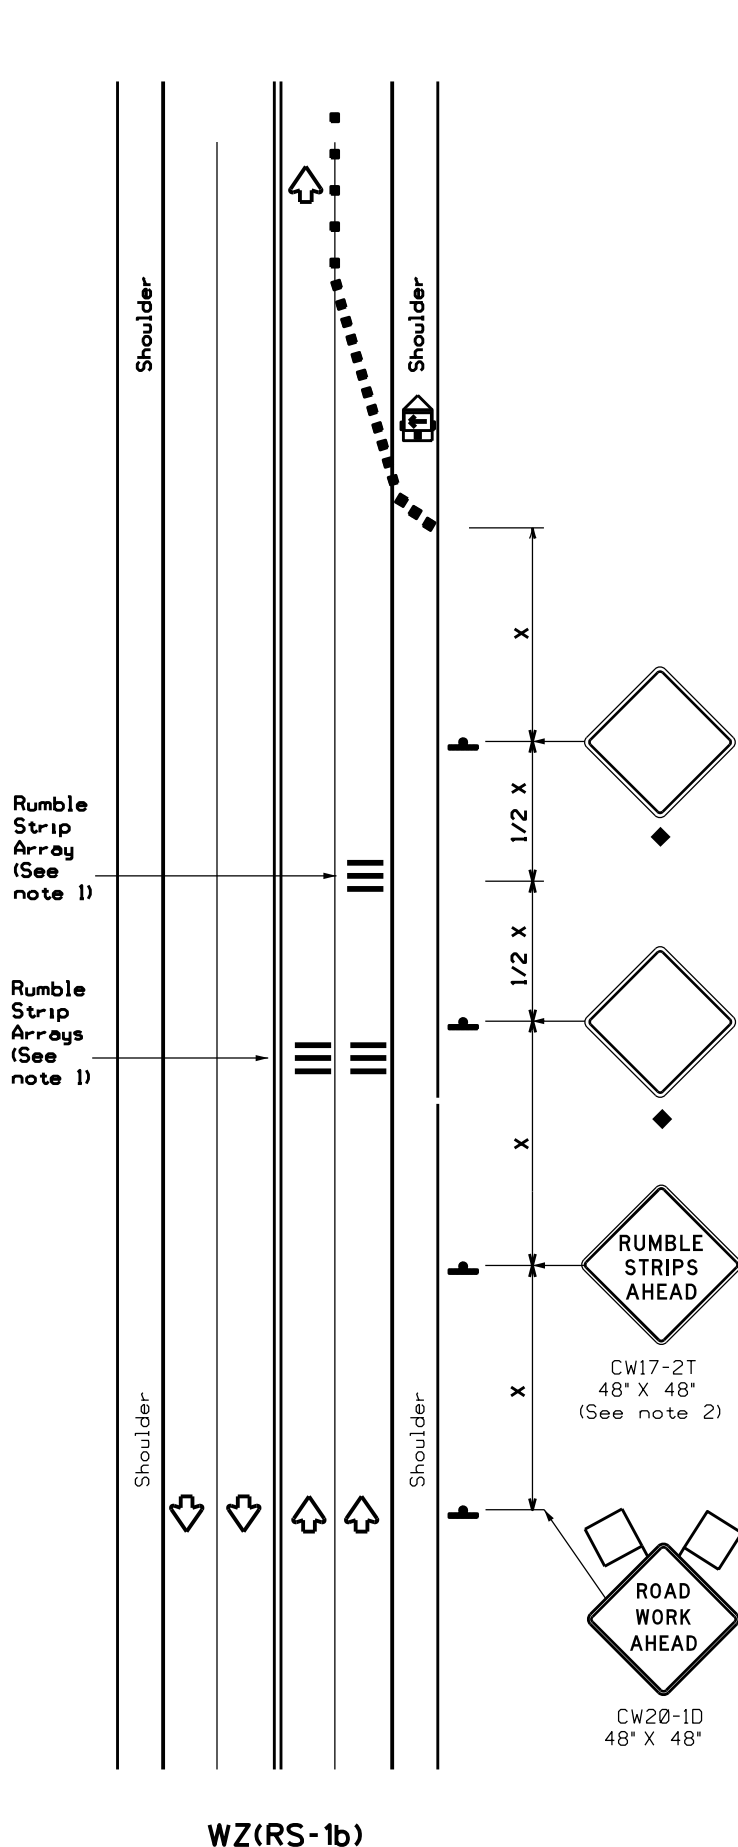 Shoulder
Shoulder
X
1/2 X
Rumble
Strip
Array
(See
note 1)
1/2 X
Rumble
Strip
Arrays
(See
note 1)
X
RUMBLE
STRIPS
AHEAD
CW17-2T
48" X 48"
(See note 2)
X
Shoulder
Shoulder
ROAD
WORK
AHEAD
CW20-1D
48" X 48"
WZ(RS-1b)